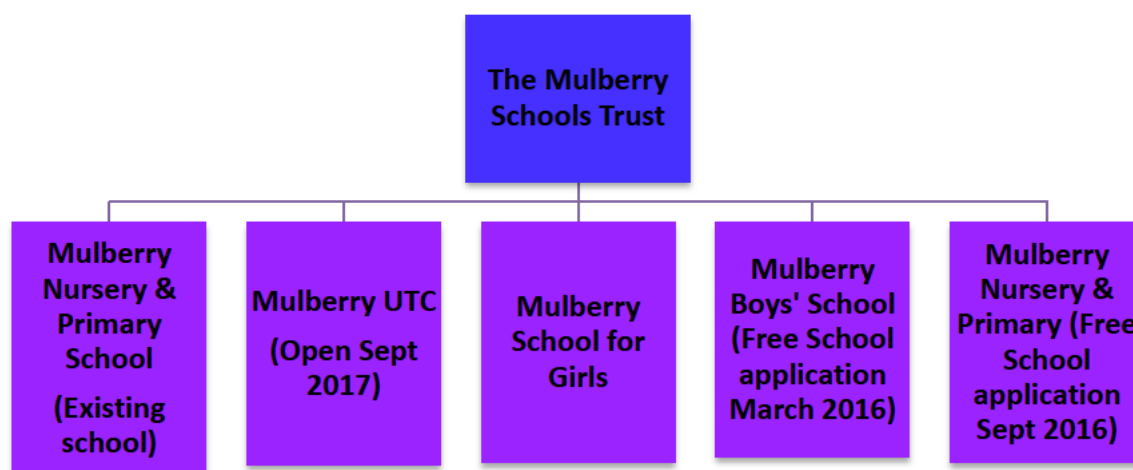 The Mulberry
Schools Trust
Mulberry
Nursery &
Primary
School
(Existing
school)
Mulberry UTC
(Open Sept
2017)
Mulberry
School for
Girls
Mulberry
Boys' School
(Free School
application
March 2016)
Mulberry
Nursery &
Primary (Free
School
application
Sept 2016)